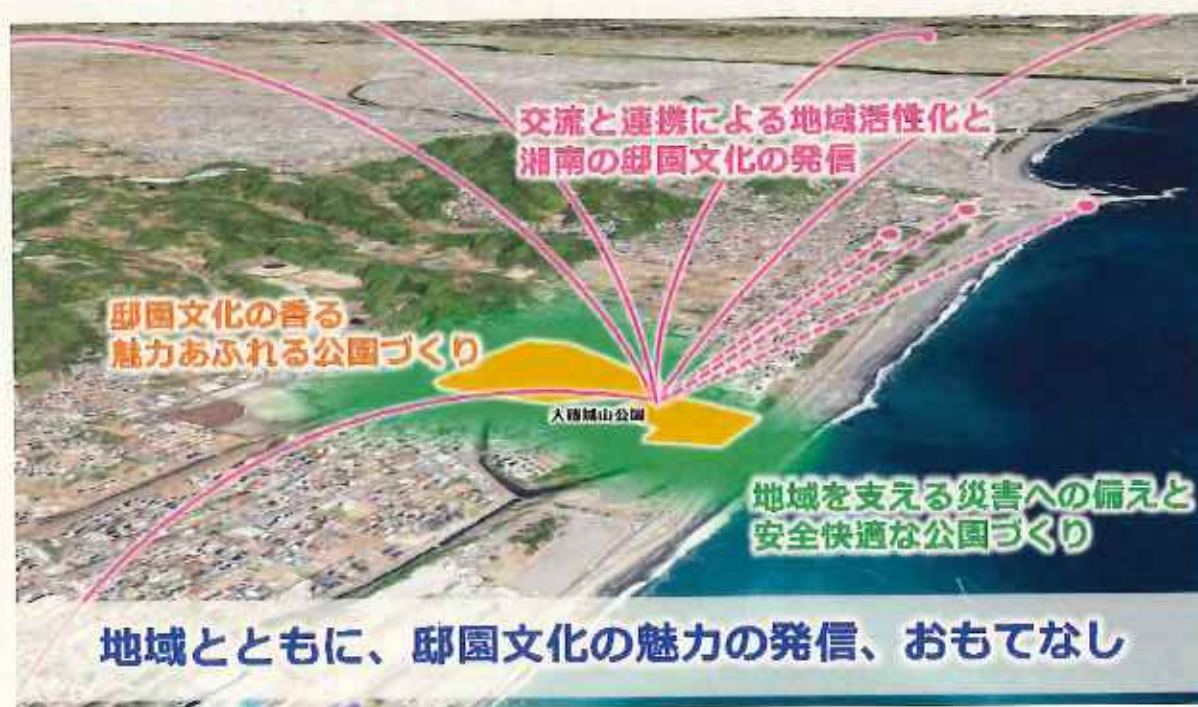 交流と連携による地域活性化と
湘南の邸園文化の発信
邸園文化の香る
魅力あふれる公園づくり
大磯城山公園
地域を支える災害への備えと
安全快適な公園づくり
地域とともに、邸園文化の魅力の発信、おもてなし